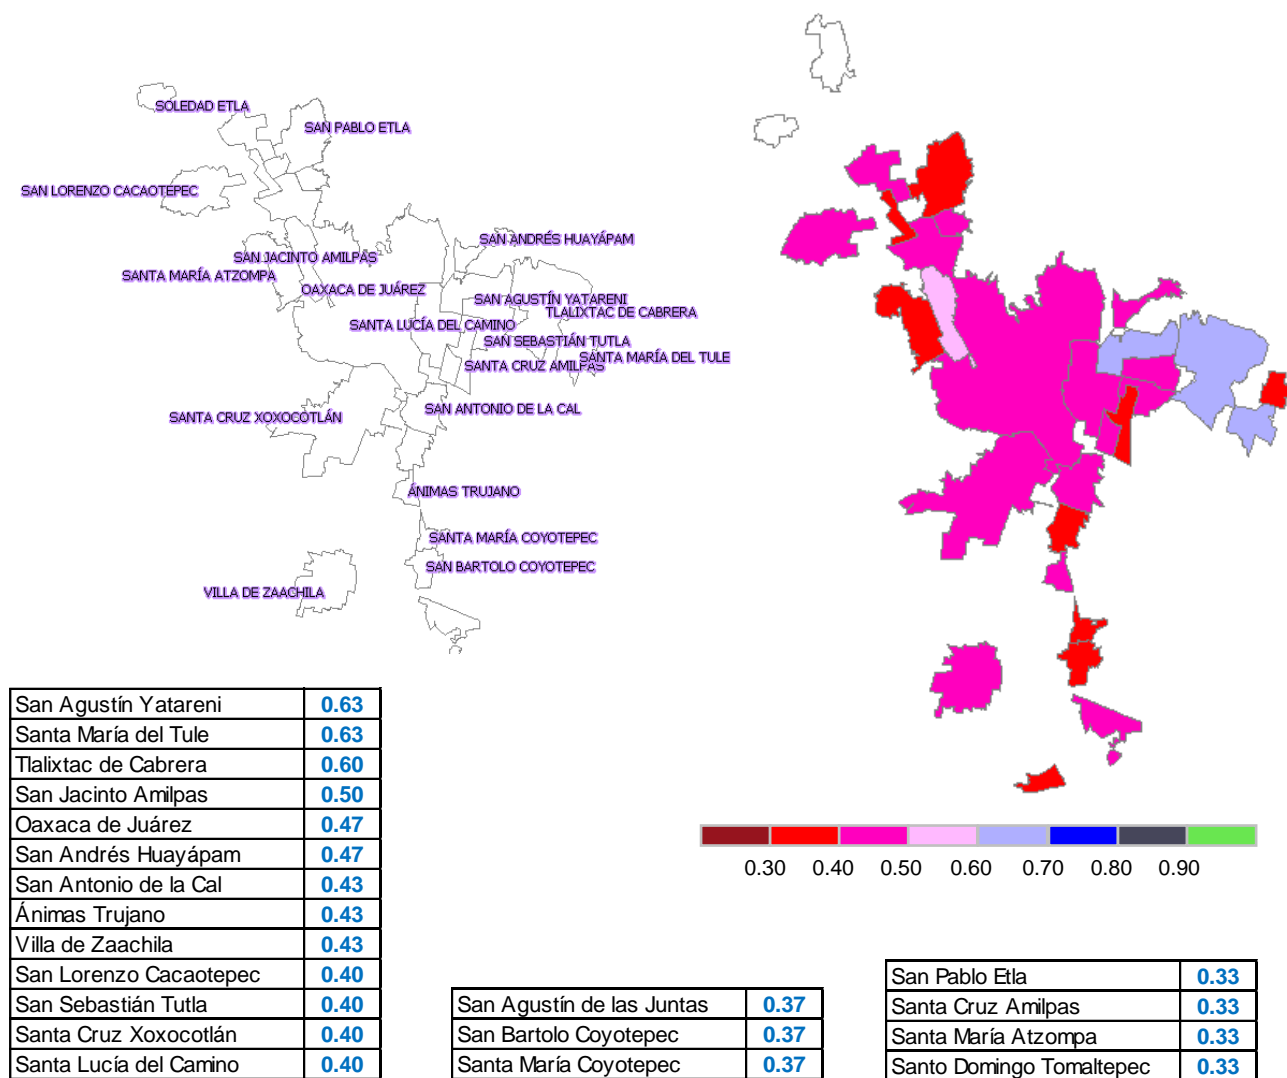 SOLEDAD ETLA
SAN PABLO ETLA
SAN LORENZO CACAOTEPEC
SAN ANDRÉS HUAYÁPAM
SAN JACINTO AMILPAS
SANTA MARÍA ATZOMPA
OAXACA DE JUÁREZ
SAN AGUSTÍN YATARENI
TLALIXTAC DE CABRERA
SANTA LUCÍA DEL CAMINO
SAN SEBASTIÁN TUTLA
SANTA MARÍA DEL TULE
SANTA CRUZ AMILPAS
SAN ANTONIO DE LA CAL
SANTA CRUZ XOXOCOTLÁN
ÁNIMAS TRUJANO
SANTA MARÍA COYOTEPEC
SAN BARTOLO COYOTEPEC
VILLA DE ZAACHILA
0.30 0.40 0.50 0.60 0.70 0.80 0.90
San Agustín Yatareni 0.63
Santa María del Tule 0.63
Tlalixtac de Cabrera 0.60
San Jacinto Amilpas 0.50
Oaxaca de Juárez 0.47
San Andrés Huayápam 0.47
San Antonio de la Cal 0.43
Ánimas Trujano 0.43
Villa de Zaachila 0.43
San Lorenzo Cacaotepec 0.40
San Sebastián Tutla 0.40
Santa Cruz Xoxocotlán 0.40
Santa Lucía del Camino 0.40
San Agustín de las Juntas 0.37
San Bartolo Coyotepec 0.37
Santa María Coyotepec 0.37
San Pablo Etla 0.33
Santa Cruz Amilpas 0.33
Santa María Atzompa 0.33
Santo Domingo Tomaltepec 0.33